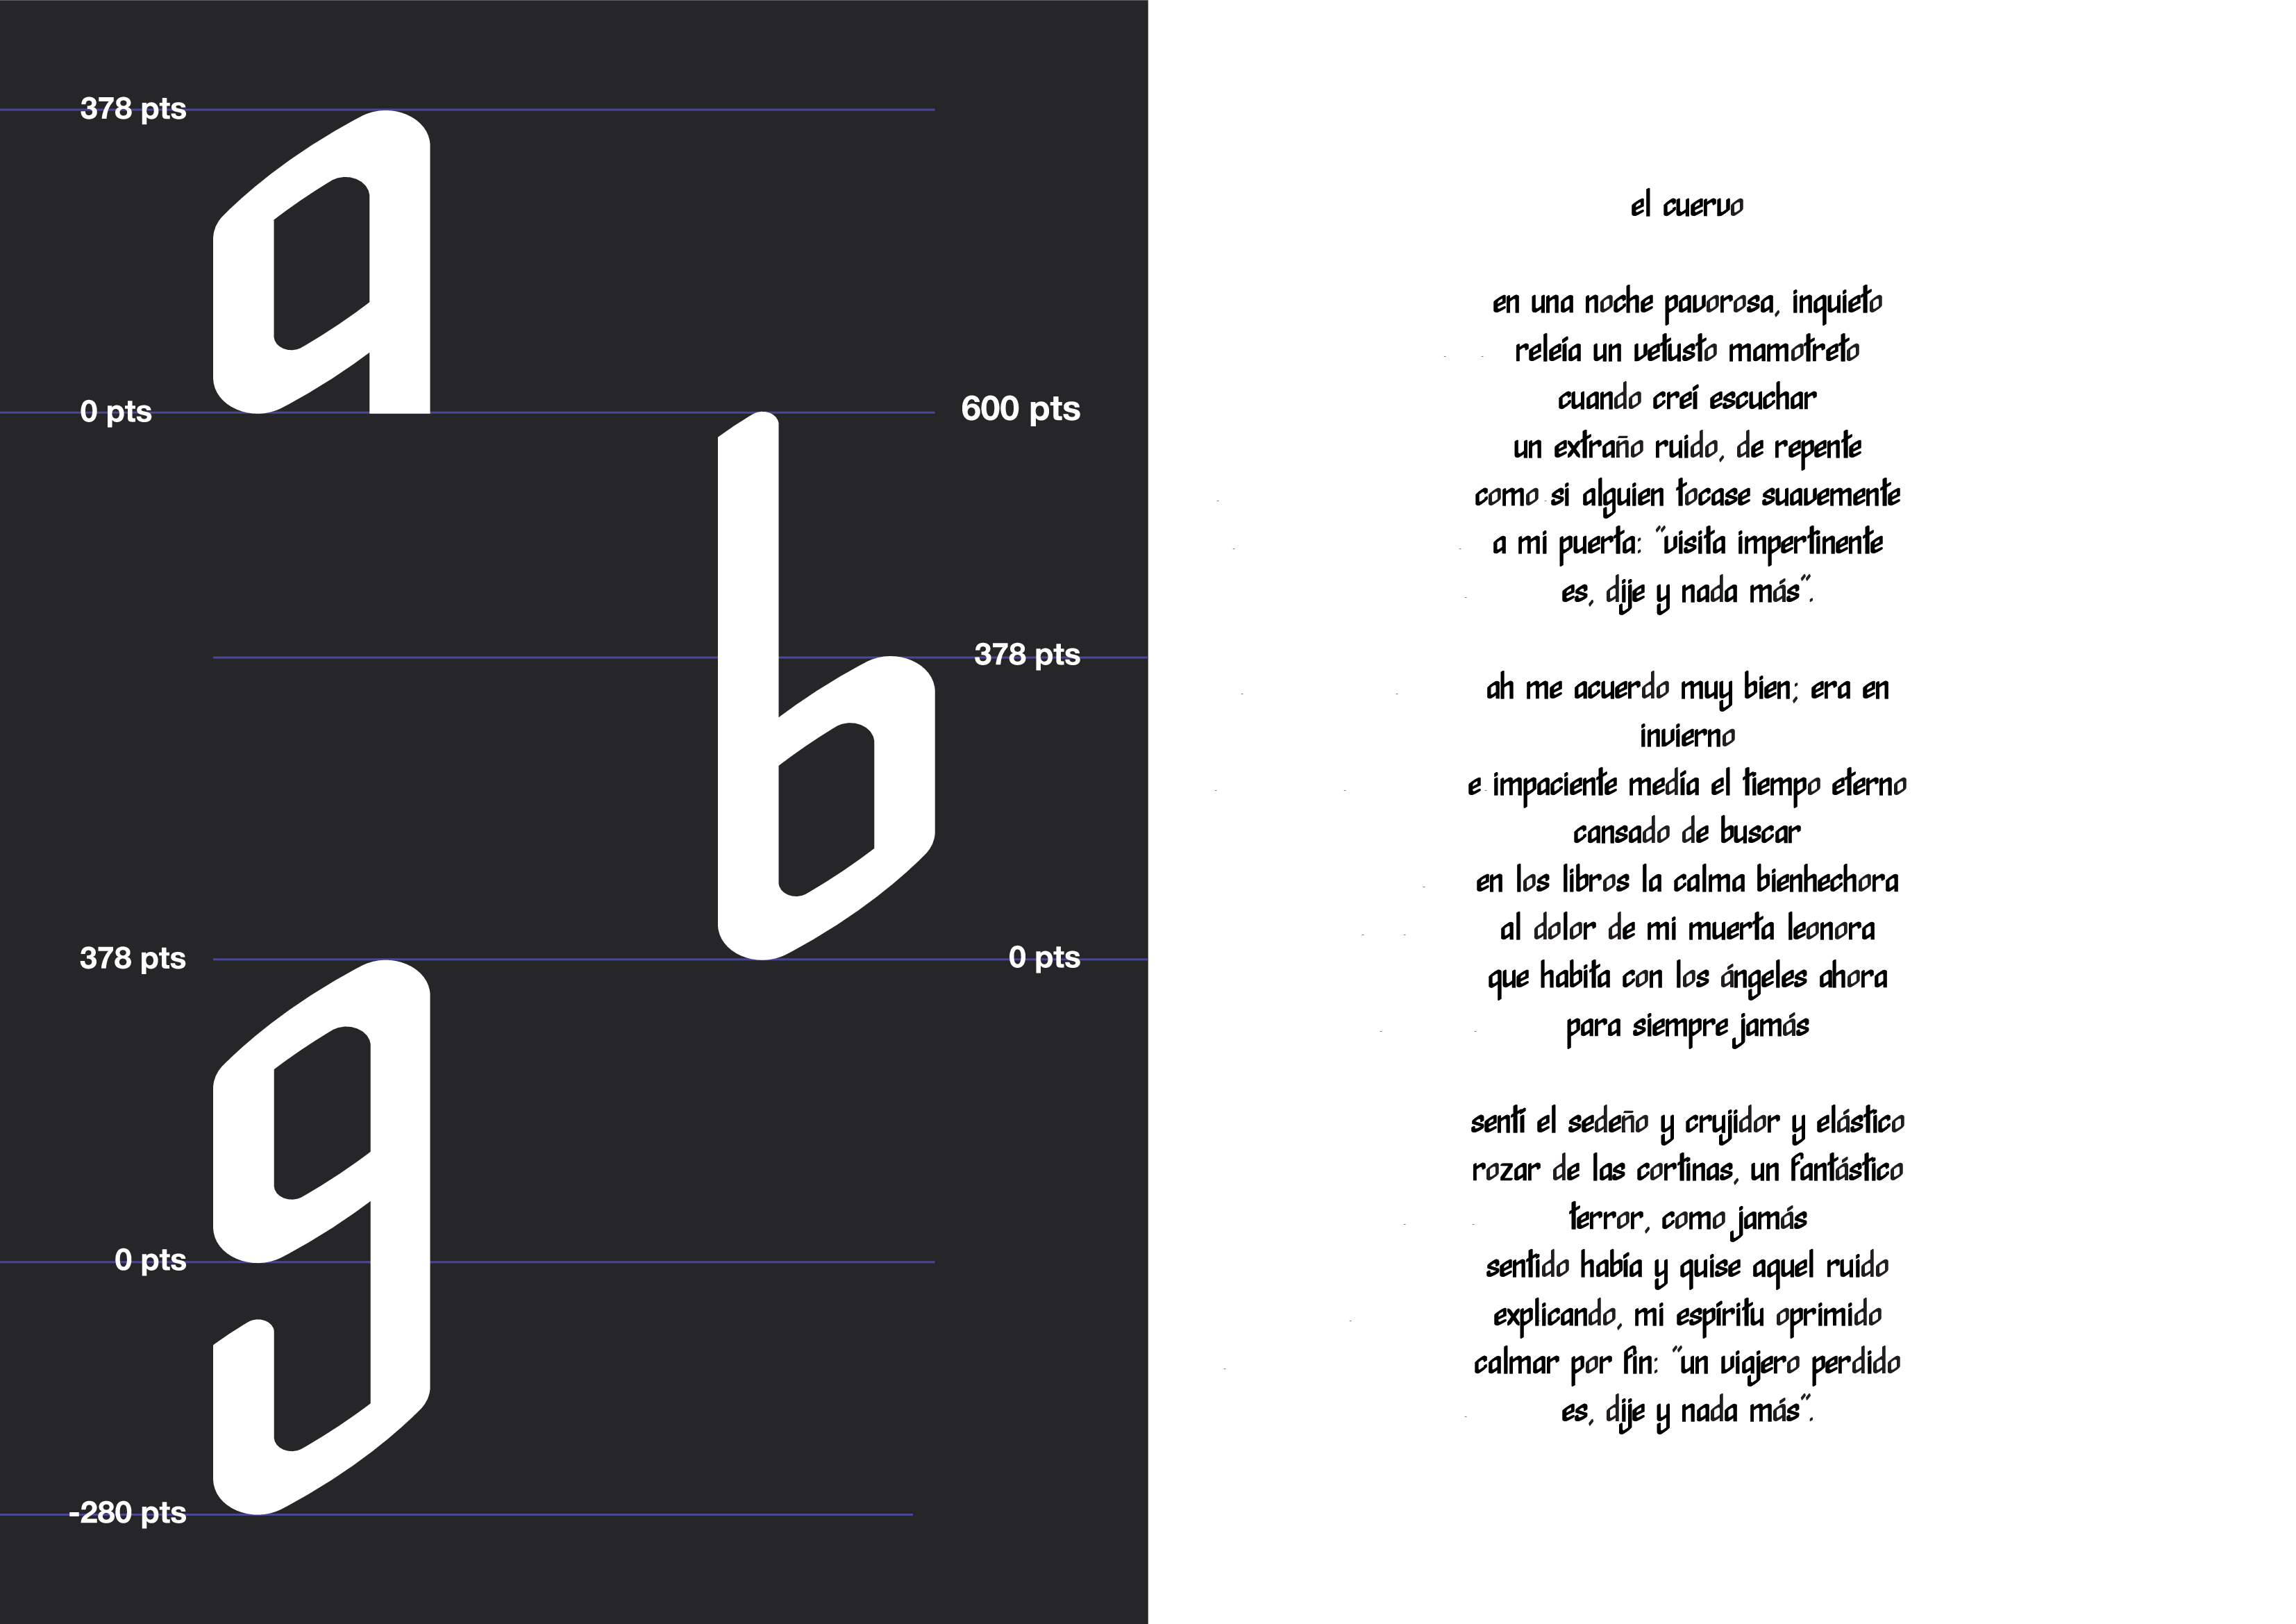 378 pts
a
0 pts
600 pts
b
378 pts
378 pts
0 pts
g
0 pts
-280 pts
el cuervo
en una noche pavorosa, inquieto
releía un vetusto mamotreto
cuando creí escuchar
un extraño ruido, de repente
como si alguien tocase suavemente
a mi puerta: “visita impertinente
es, dije y nada más”.
ah me acuerdo muy bien; era en
invierno
e impaciente medía el tiempo eterno
cansado de buscar
en los libros la calma bienhechora
al dolor de mi muerta leonora
que habita con los ángeles ahora
para siempre jamás
sentí el sedeño y crujidor y elástico
rozar de las cortinas, un fantástico
terror, como jamás
sentido había y quise aquel ruido
explicando, mi espíritu oprimido
calmar por fin: “un viajero perdido
es, dije y nada más”.